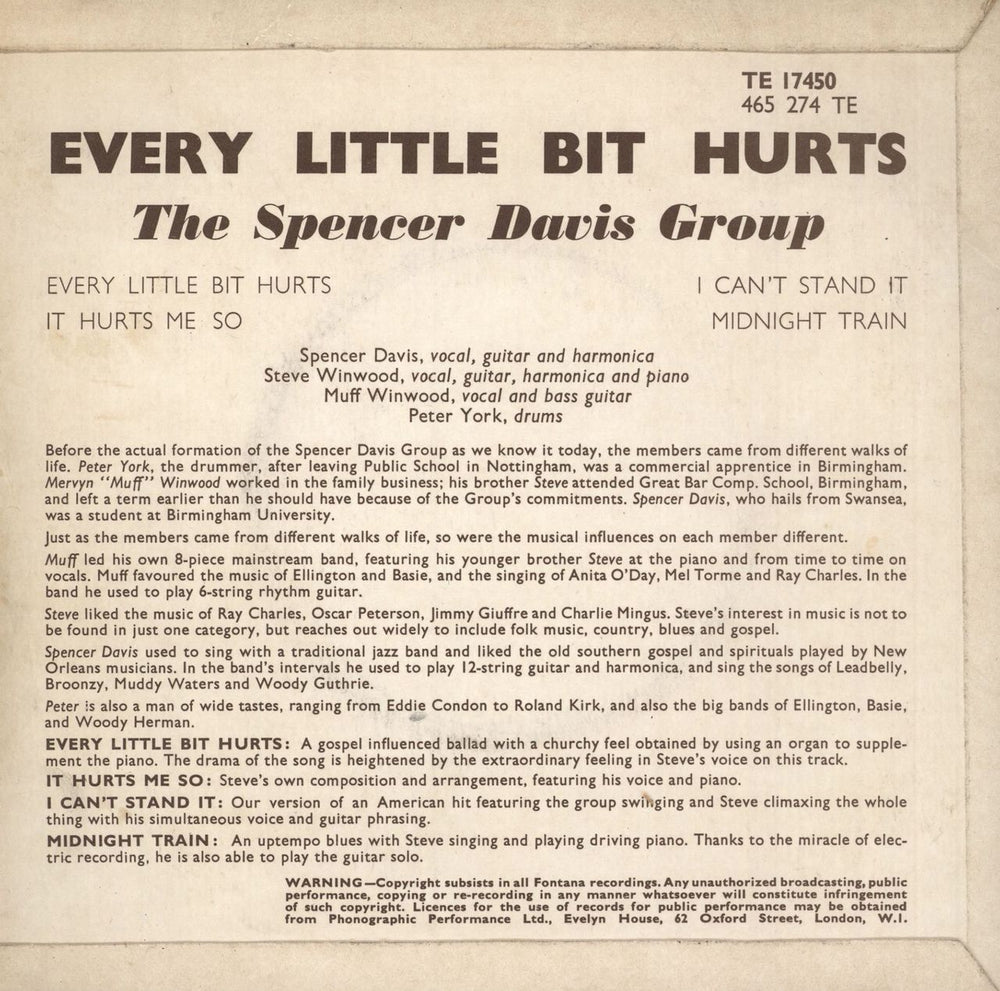 TE 17450
465 274 TE
EVERY LITTLE BIT HURTS
The Spencer Davis Group
EVERY LITTLE BIT HURTS
IT HURTS ME SO
I CAN'T STAND IT
MIDNIGHT TRAIN
Spencer Davis, vocal, guitar and harmonica
Steve Winwood, vocal, guitar, harmonica and piano
Muff Winwood, vocal and bass guitar
Peter York, drums
Before the actual formation of the Spencer Davis Group as we know it today, the members came from different walks of
life. Peter York, the drummer, after leaving Public School in Nottingham, was a commercial apprentice in Birmingham.
Mervyn "Muff" Winwood worked in the family business; his brother Steve attended Great Bar Comp. School, Birmingham,
and left a term earlier than he should have because of the Group's commitments. Spencer Davis, who hails from Swansea,
was a student at Birmingham University.
Just as the members came from different walks of life, so were the musical influences on each member different.
Muff led his own 8-piece mainstream band, featuring his younger brother Steve at the piano and from time to time on
vocals. Muff favoured the music of Ellington and Basie, and the singing of Anita O'Day, Mel Torme and Ray Charles. In the
band he used to play 6-string rhythm guitar.
Steve liked the music of Ray Charles, Oscar Peterson, Jimmy Giuffre and Charlie Mingus. Steve's interest in music is not to
be found in just one category, but reaches out widely to include folk music, country, blues and gospel.
Spencer Davis used to sing with a traditional jazz band and liked the old southern gospel and spirituals played by New
Orleans musicians. In the band's intervals he used to play 12-string guitar and harmonica, and sing the songs of Leadbelly,
Broonzy, Muddy Waters and Woody Guthrie.
Peter is also a man of wide tastes, ranging from Eddie Condon to Roland Kirk, and also the big bands of Ellington, Basie,
and Woody Herman.
EVERY LITTLE BIT HURTS: A gospel influenced ballad with a churchy feel obtained by using an organ to supple-
ment the piano. The drama of the song is heightened by the extraordinary feeling in Steve's voice on this track.
IT HURTS ME SO: Steve's own composition and arrangement, featuring his voice and piano.
I CAN'T STAND IT: Our version of an American hit featuring the group swinging and Steve climaxing the whole
thing with his simultaneous voice and guitar phrasing.
MIDNIGHT TRAIN: An uptempo blues with Steve singing and playing driving piano. Thanks to the miracle of elec-
tric recording, he is also able to play the guitar solo.
WARNING—Copyright subsists in all Fontana recordings. Any unauthorized broadcasting, public
performance, copying or re-recording in any manner whatsoever will constitute infringement
of such copyright. Licences for the use of records for public performance may be obtained
from Phonographic Performance Ltd., Evelyn House, 62 Oxford Street, London, W.1.